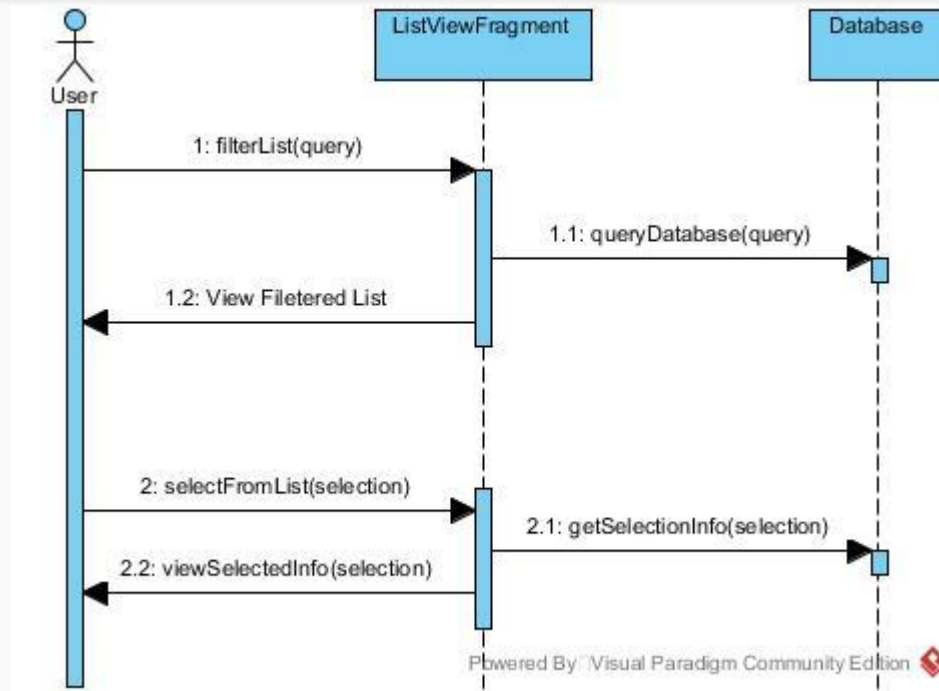 ListViewFragment
Database
User
1: filterList(query)
1.1: queryDatabase(query)
1.2: View Filetered List
2: selectFromList(selection)
2.1: getSelectionInfo(selection)
2.2: viewSelectedInfo(selection)
Powered By Visual Paradigm Community Edition